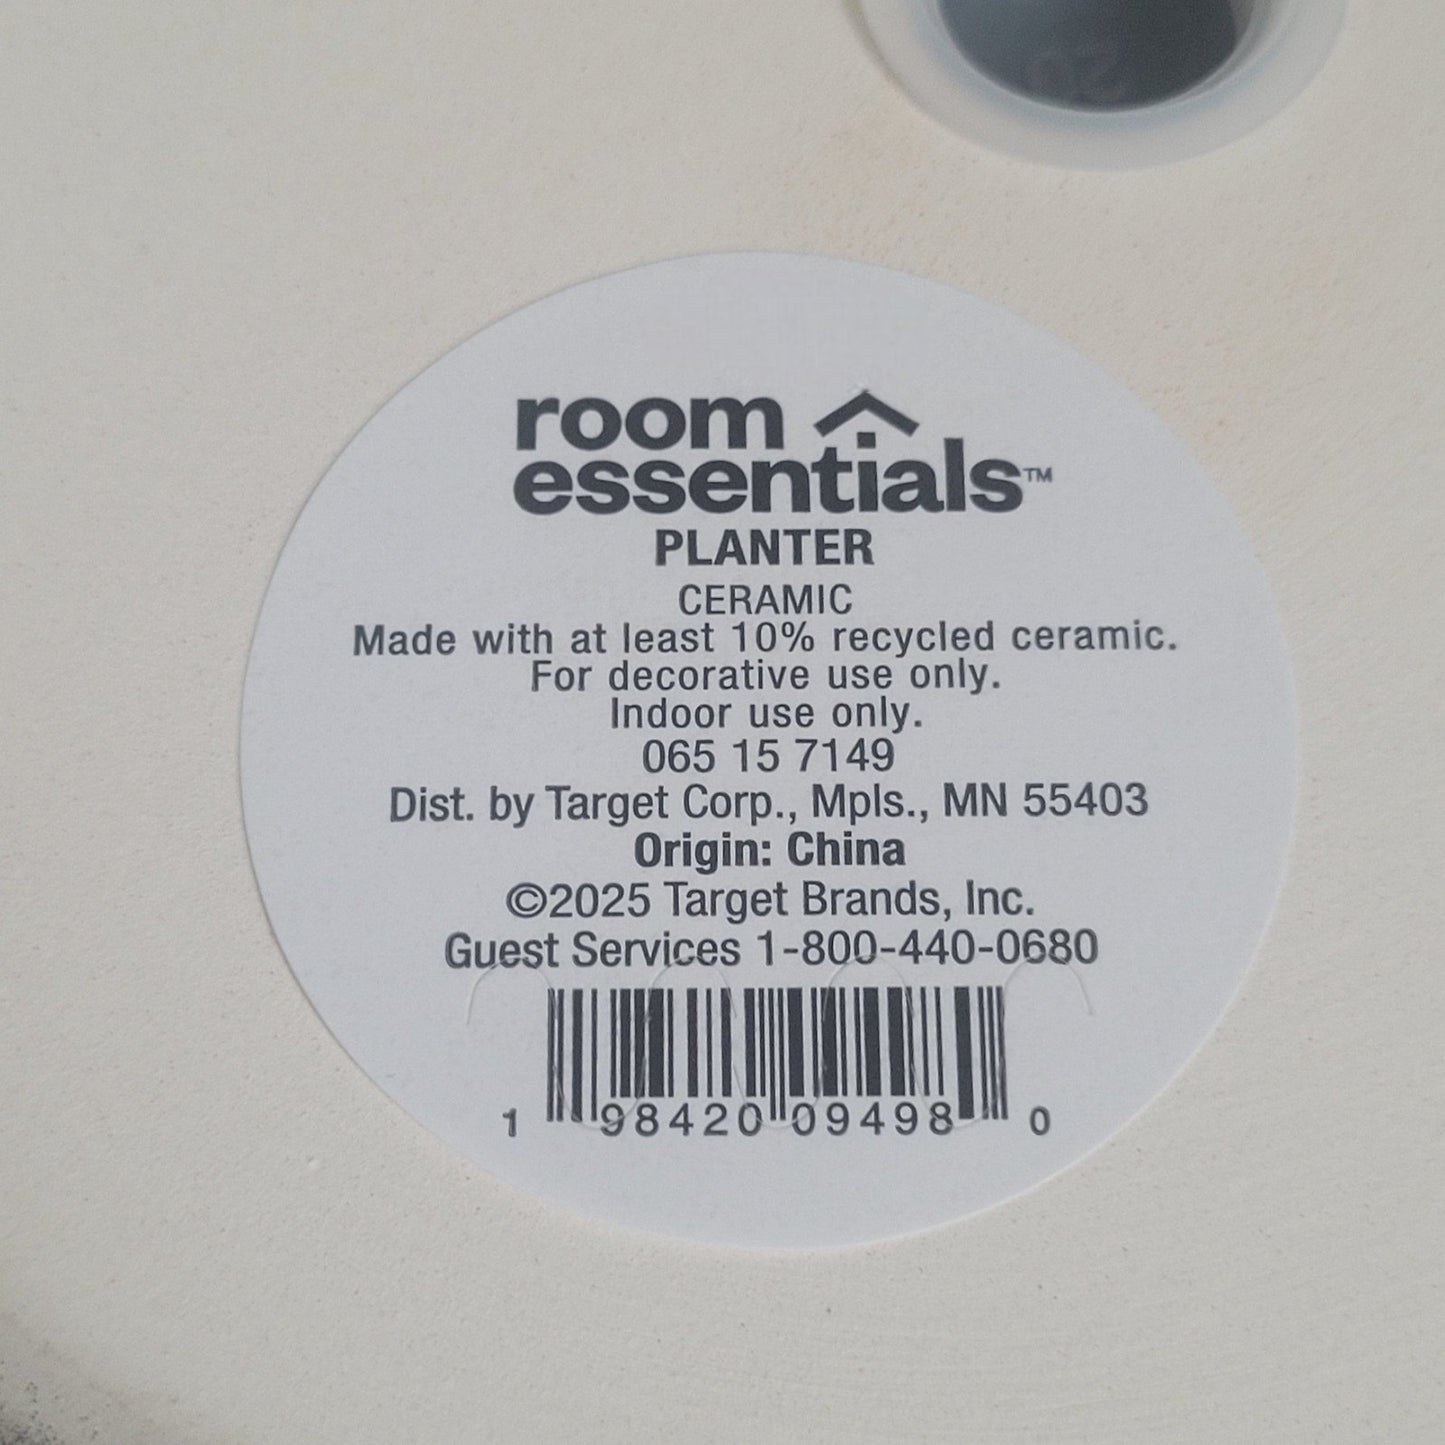 20
room
essentials™
PLANTER
CERAMIC
Made with at least 10% recycled ceramic.
For decorative use only.
Indoor use only.
065 15 7149
Dist. by Target Corp., Mpls., MN 55403
Origin: China
©2025 Target Brands, Inc.
Guest Services 1-800-440-0680
1 98420 09498 0